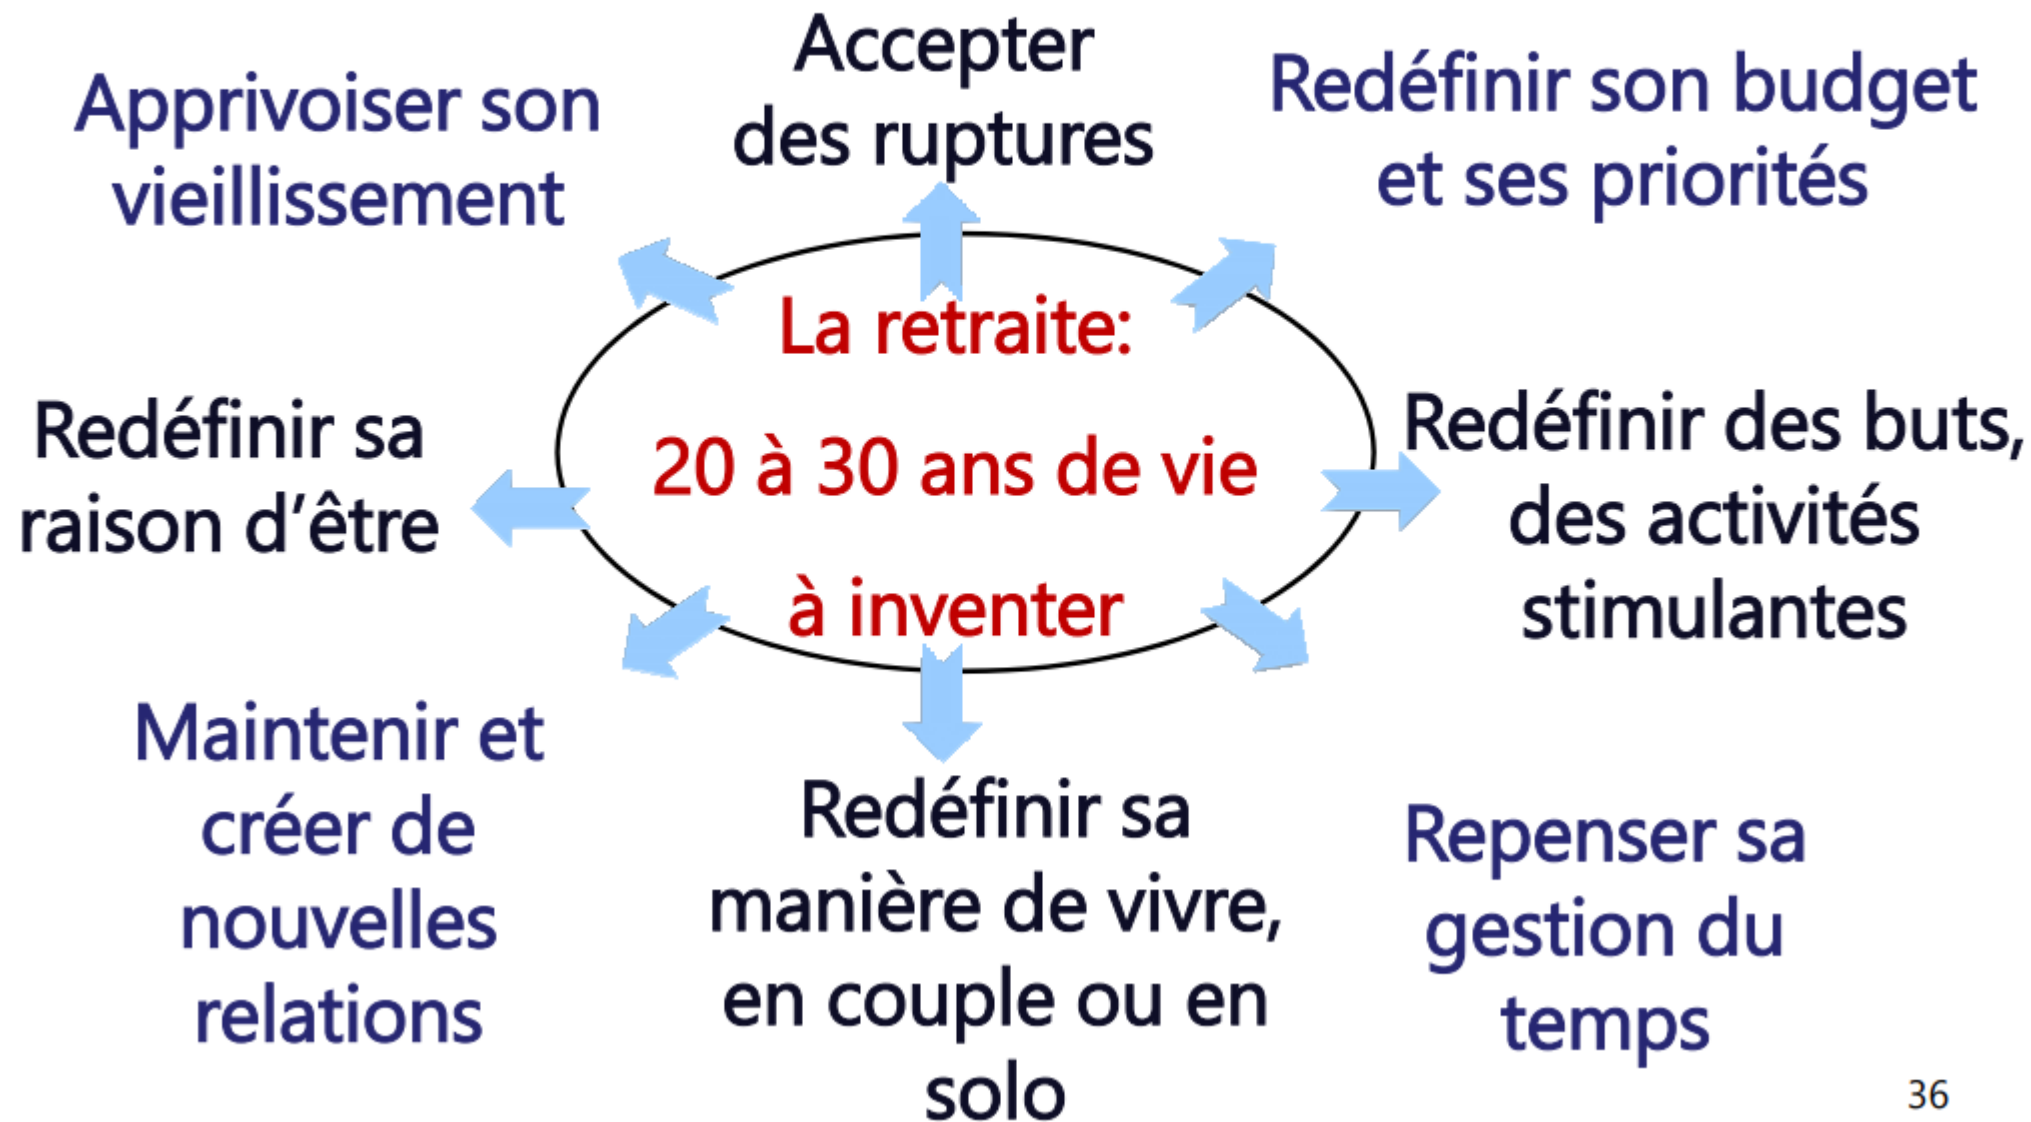 Accepter
des ruptures
Apprivoiser son
vieillissement
Redéfinir son budget
et ses priorités
La retraite:
20 à 30 ans de vie
à inventer
Redéfinir sa
raison d’être
Redéfinir des buts,
des activités
stimulantes
Maintenir et
créer de
nouvelles
relations
Redéfinir sa
manière de vivre,
en couple ou en
solo
Repenser sa
gestion du
temps
36